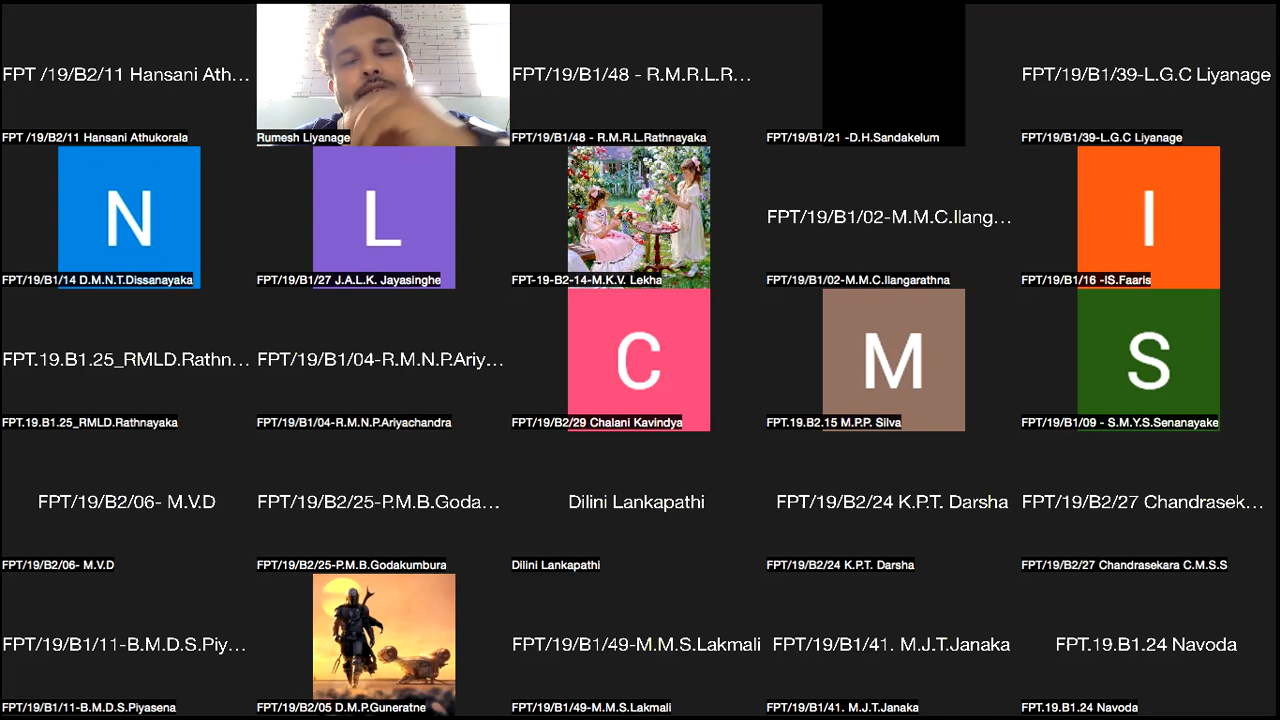 FPT /19/B2/11 Hansani Ath...
FPT /19/B2/11 Hansani Athukorala
Rumesh Liyanage
FPT/19/B1/48 - R.M.R.L.R...
FPT/19/B1/48 - R.M.R.L.Rathnayaka
FPT/19/B1/21 -D.H.Sandakelum
FPT/19/B1/39-L.G.C Liyanage
FPT/19/B1/39-L.G.C Liyanage
N
FPT/19/B1/14 D.M.N.T.Dissanayaka
L
FPT/19/B1/27 J.A.L.K. Jayasinghe
FPT-19-B2-14-M.K.V. Lekha
FPT/19/B1/02-M.M.C.Ilang...
FPT/19/B1/02-M.M.C.Ilangarathna
I
FPT/19/B1/16 -IS.Faaris
FPT.19.B1.25_RMLD.Rathn...
FPT.19.B1.25_RMLD.Rathnayaka
FPT/19/B1/04-R.M.N.P.Ariy...
FPT/19/B1/04-R.M.N.P.Ariyachandra
C
FPT/19/B2/29 Chalani Kavindya
M
FPT.19.B2.15 M.P.P. Silva
S
FPT/19/B1/09 - S.M.Y.S.Senanayake
FPT/19/B2/06- M.V.D
FPT/19/B2/06- M.V.D
FPT/19/B2/25-P.M.B.Goda...
FPT/19/B2/25-P.M.B.Godakumbura
Dilini Lankapathi
Dilini Lankapathi
FPT/19/B2/24 K.P.T. Darsha
FPT/19/B2/24 K.P.T. Darsha
FPT/19/B2/27 Chandrasek...
FPT/19/B2/27 Chandrasekara C.M.S.S
FPT/19/B1/11-B.M.D.S.Piy...
FPT/19/B1/11-B.M.D.S.Piyasena
FPT/19/B2/05 D.M.P.Guneratne
FPT/19/B1/49-M.M.S.Lakmali
FPT/19/B1/49-M.M.S.Lakmali
FPT/19/B1/41. M.J.T.Janaka
FPT/19/B1/41. M.J.T.Janaka
FPT.19.B1.24 Navoda
FPT.19.B1.24 Navoda